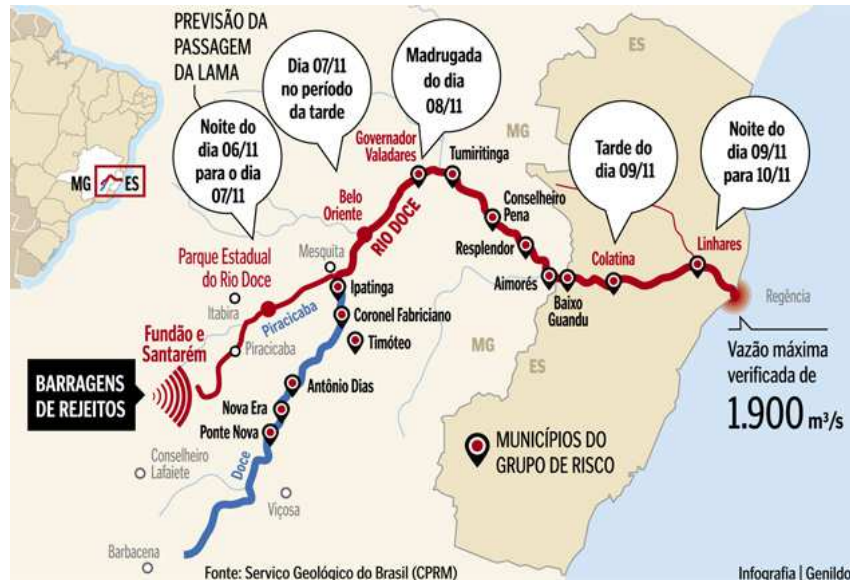 PREVISÃO DA
PASSAGEM
DA LAMA
Noite do
dia 06/11
para o dia
07/11
Dia 07/11
no período
da tarde
Madrugada
do dia
08/11
Tarde do
dia 09/11
Noite do
dia 09/11
para 10/11
MG
ES
MG
ES
MG
ES
Governador
Valadares
Tumiritinga
Belo
Oriente
RIO DOCE
Conselheiro
Pena
Resplendor
Aimorés
Baixo
Guandu
Colatina
Linhares
Regência
Mesquita
Parque Estadual
do Rio Doce
Itabira
Piracicaba
Ipatinga
Coronel Fabriciano
Timóteo
Fundão e
Santarém
Piracicaba
BARRAGENS
DE REJEITOS
Antônio Dias
Nova Era
Ponte Nova
Doce
Conselheiro
Lafaiete
Viçosa
Barbacena
MUNICÍPIOS DO
GRUPO DE RISCO
Vazão máxima
verificada de
1.900 m³/s
Fonte: Serviço Geológico do Brasil (CPRM)
Infografia | Genildo